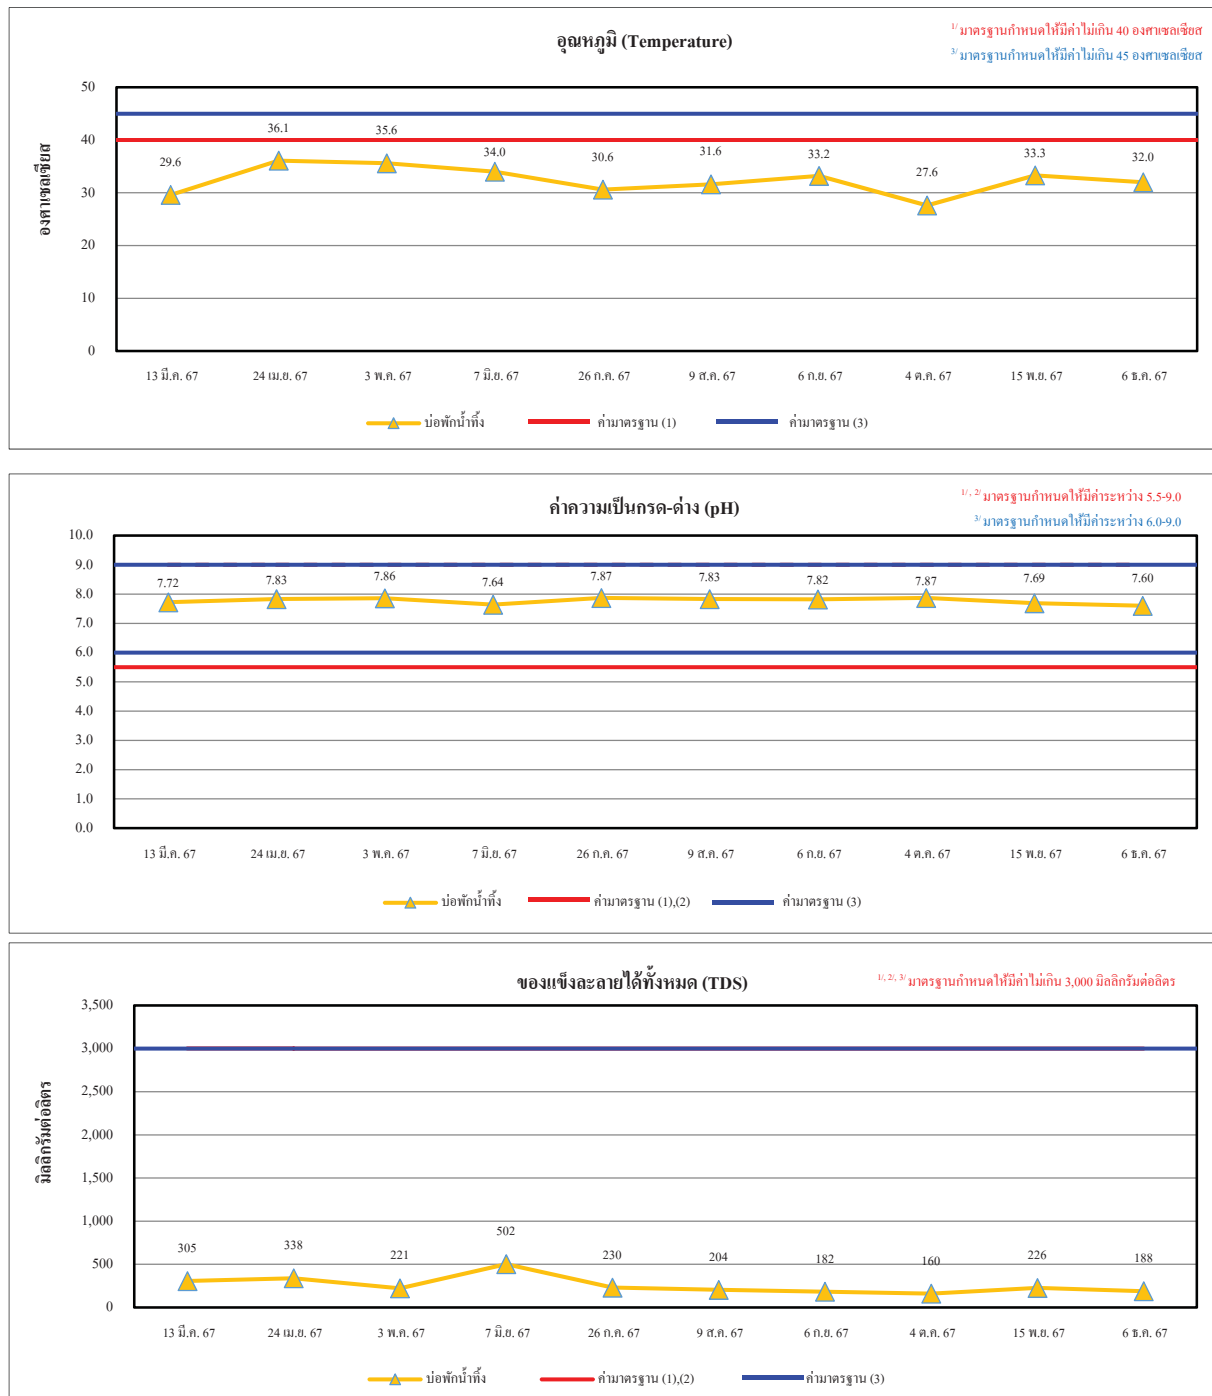 อุณหภูมิ (Temperature)
1/ มาตรฐานกำหนดให้มีค่าไม่เกิน 40 องศาเซลเซียส
3/ มาตรฐานกำหนดให้มีค่าไม่เกิน 45 องศาเซลเซียส
องศาเซลเซียส
50
40
30
20
10
0
29.6 36.1 35.6 34.0 30.6 31.6 33.2 27.6 33.3 32.0
13 มี.ค. 67 24 เม.ย. 67 3 พ.ค. 67 7 มิ.ย. 67 26 ก.ค. 67 9 ส.ค. 67 6 ก.ย. 67 4 ต.ค. 67 15 พ.ย. 67 6 ธ.ค. 67
บ่อพักน้ำทิ้ง ค่ามาตรฐาน (1) ค่ามาตรฐาน (3)
ค่าความเป็นกรด-ด่าง (pH)
1/, 2/ มาตรฐานกำหนดให้มีค่าระหว่าง 5.5-9.0
3/ มาตรฐานกำหนดให้มีค่าระหว่าง 6.0-9.0
10.0
9.0
8.0
7.0
6.0
5.0
4.0
3.0
2.0
1.0
0.0
7.72 7.83 7.86 7.64 7.87 7.83 7.82 7.87 7.69 7.60
13 มี.ค. 67 24 เม.ย. 67 3 พ.ค. 67 7 มิ.ย. 67 26 ก.ค. 67 9 ส.ค. 67 6 ก.ย. 67 4 ต.ค. 67 15 พ.ย. 67 6 ธ.ค. 67
บ่อพักน้ำทิ้ง ค่ามาตรฐาน (1),(2) ค่ามาตรฐาน (3)
ของแข็งละลายได้ทั้งหมด (TDS)
1/, 2/, 3/ มาตรฐานกำหนดให้มีค่าไม่เกิน 3,000 มิลลิกรัมต่อลิตร
มิลลิกรัมต่อลิตร
3,500
3,000
2,500
2,000
1,500
1,000
500
0
305 338 221 502 230 204 182 160 226 188
13 มี.ค. 67 24 เม.ย. 67 3 พ.ค. 67 7 มิ.ย. 67 26 ก.ค. 67 9 ส.ค. 67 6 ก.ย. 67 4 ต.ค. 67 15 พ.ย. 67 6 ธ.ค. 67
บ่อพักน้ำทิ้ง ค่ามาตรฐาน (1),(2) ค่ามาตรฐาน (3)